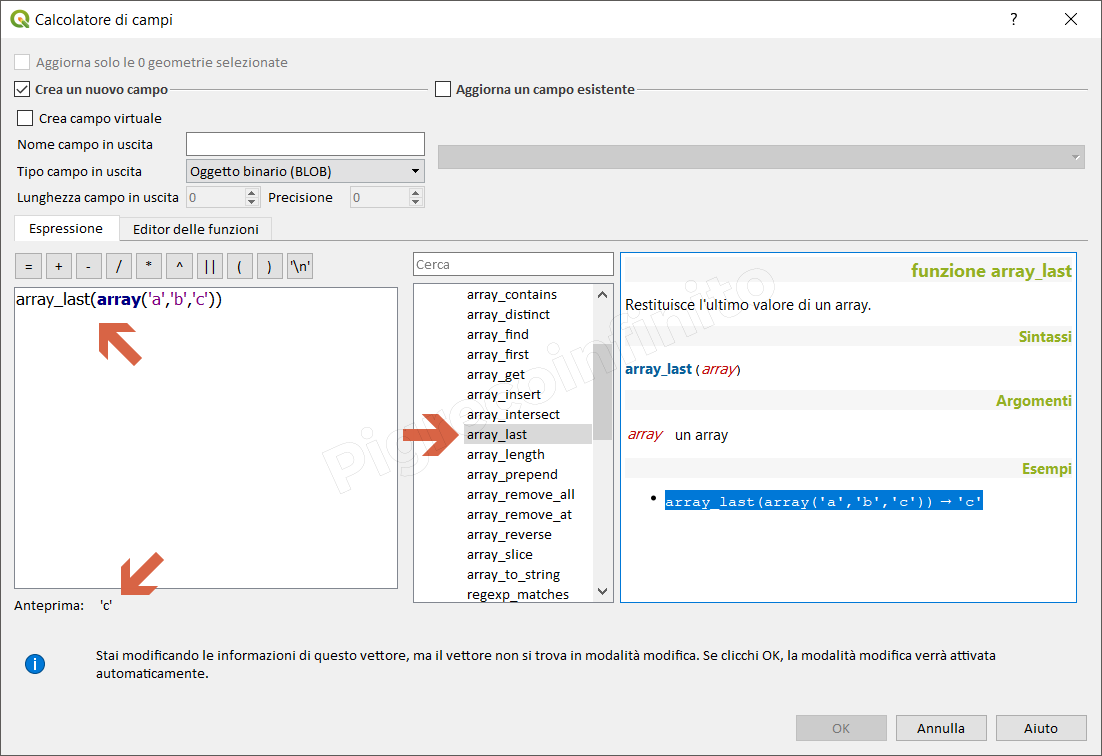 Calcolatore di campi
?
Aggiorna solo le 0 geometrie selezionate
Crea un nuovo campo
Aggiorna un campo esistente
Crea campo virtuale
Nome campo in uscita
Tipo campo in uscita Oggetto binario (BLOB)
Lunghezza campo in uscita 0 Precisione 0
Espressione Editor delle funzioni
= + - / * ^ || ( ) '\n'
array_last(array('a','b','c'))
Anteprima: 'c'
Cerca
array_contains
array_distinct
array_find
array_first
array_get
array_insert
array_intersect
array_last
array_length
array_prepend
array_remove_all
array_remove_at
array_reverse
array_slice
array_to_string
regexp_matches
funzione array_last
Restituisce l'ultimo valore di un array.
Sintassi
array_last (array)
Argomenti
array un array
Esempi
• array_last(array('a','b','c')) → 'c'
Pigrecoinfinito
Stai modificando le informazioni di questo vettore, ma il vettore non si trova in modalità modifica. Se clicchi OK, la modalità modifica verrà attivata
automaticamente.
OK Annulla Aiuto